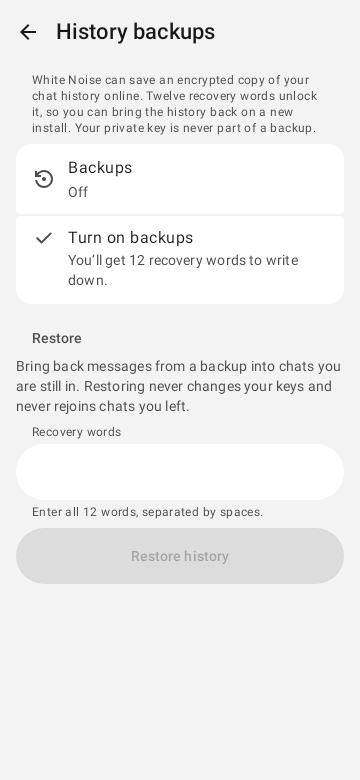 History backups
White Noise can save an encrypted copy of your
chat history online. Twelve recovery words unlock
it, so you can bring the history back on a new
install. Your private key is never part of a backup.
Backups
Off
Turn on backups
You’ll get 12 recovery words to write
down.
Restore
Bring back messages from a backup into chats you
are still in. Restoring never changes your keys and
never rejoins chats you left.
Recovery words
Enter all 12 words, separated by spaces.
Restore history